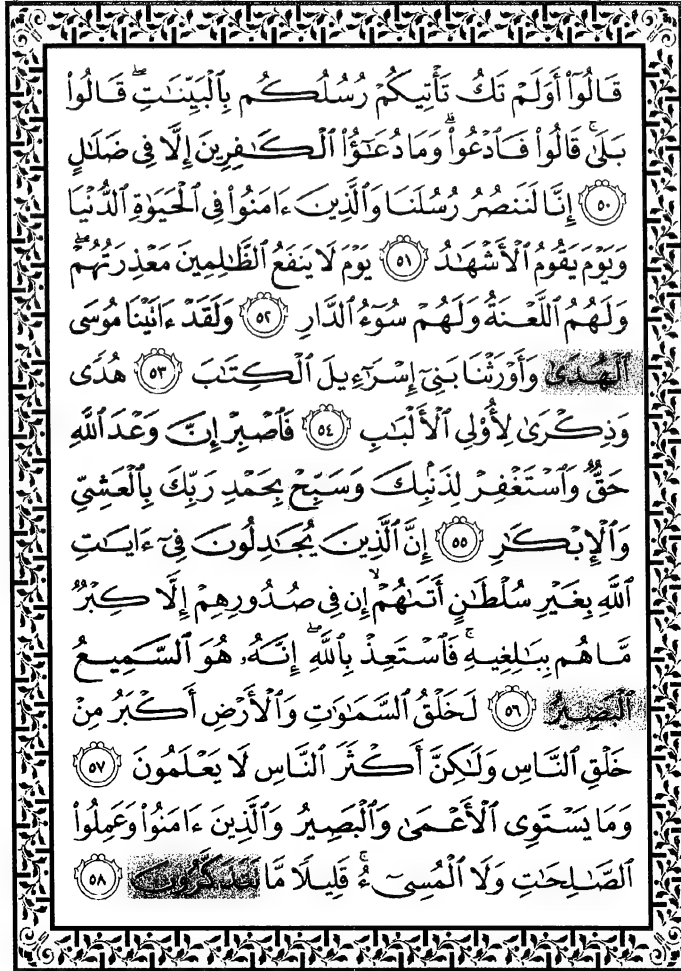 قَالُوٓا۟ أَوَلَمْ تَكُ تَأْتِيكُمْ رُسُلُكُم بِٱلْبَيِّنَٰتِ ۖ قَالُوا۟
بَلَىٰ ۚ قَالُوا۟ فَٱدْعُوا۟ ۗ وَمَا دُعَٰٓؤُا۟ ٱلْكَٰفِرِينَ إِلَّا فِى ضَلَٰلٍ
٥٠ إِنَّا لَنَنصُرُ رُسُلَنَا وَٱلَّذِينَ ءَامَنُوا۟ فِى ٱلْحَيَوٰةِ ٱلدُّنْيَا
وَيَوْمَ يَقُومُ ٱلْأَشْهَٰدُ ٥١ يَوْمَ لَا يَنفَعُ ٱلظَّٰلِمِينَ مَعْذِرَتُهُمْ ۖ
وَلَهُمُ ٱللَّعْنَةُ وَلَهُمْ سُوٓءُ ٱلدَّارِ ٥٢ وَلَقَدْ ءَاتَيْنَا مُوسَى
ٱلْهُدَىٰ وَأَوْرَثْنَا بَنِىٓ إِسْرَٰٓءِيلَ ٱلْكِتَٰبَ ٥٣ هُدًى
وَذِكْرَىٰ لِأُو۟لِى ٱلْأَلْبَٰبِ ٥٤ فَٱصْبِرْ إِنَّ وَعْدَ ٱللَّهِ
حَقٌّ وَٱسْتَغْفِرْ لِذَنۢبِكَ وَسَبِّحْ بِحَمْدِ رَبِّكَ بِٱلْعَشِىِّ
وَٱلْإِبْكَٰرِ ٥٥ إِنَّ ٱلَّذِينَ يُجَٰدِلُونَ فِىٓ ءَايَٰتِ
ٱللَّهِ بِغَيْرِ سُلْطَٰنٍ أَتَىٰهُمْ ۙ إِن فِى صُدُورِهِمْ إِلَّا كِبْرٌ
مَّا هُم بِبَٰلِغِيهِ ۚ فَٱسْتَعِذْ بِٱللَّهِ ۖ إِنَّهُۥ هُوَ ٱلسَّمِيعُ
ٱلْبَصِيرُ ٥٦ لَخَلْقُ ٱلسَّمَٰوَٰتِ وَٱلْأَرْضِ أَكْبَرُ مِنْ
خَلْقِ ٱلنَّاسِ وَلَٰكِنَّ أَكْثَرَ ٱلنَّاسِ لَا يَعْلَمُونَ ٥٧
وَمَا يَسْتَوِى ٱلْأَعْمَىٰ وَٱلْبَصِيرُ وَٱلَّذِينَ ءَامَنُوا۟ وَعَمِلُوا۟
ٱلصَّٰلِحَٰتِ وَلَا ٱلْمُسِىٓءُ ۚ قَلِيلًا مَّا تَتَذَكَّرُونَ ٥٨